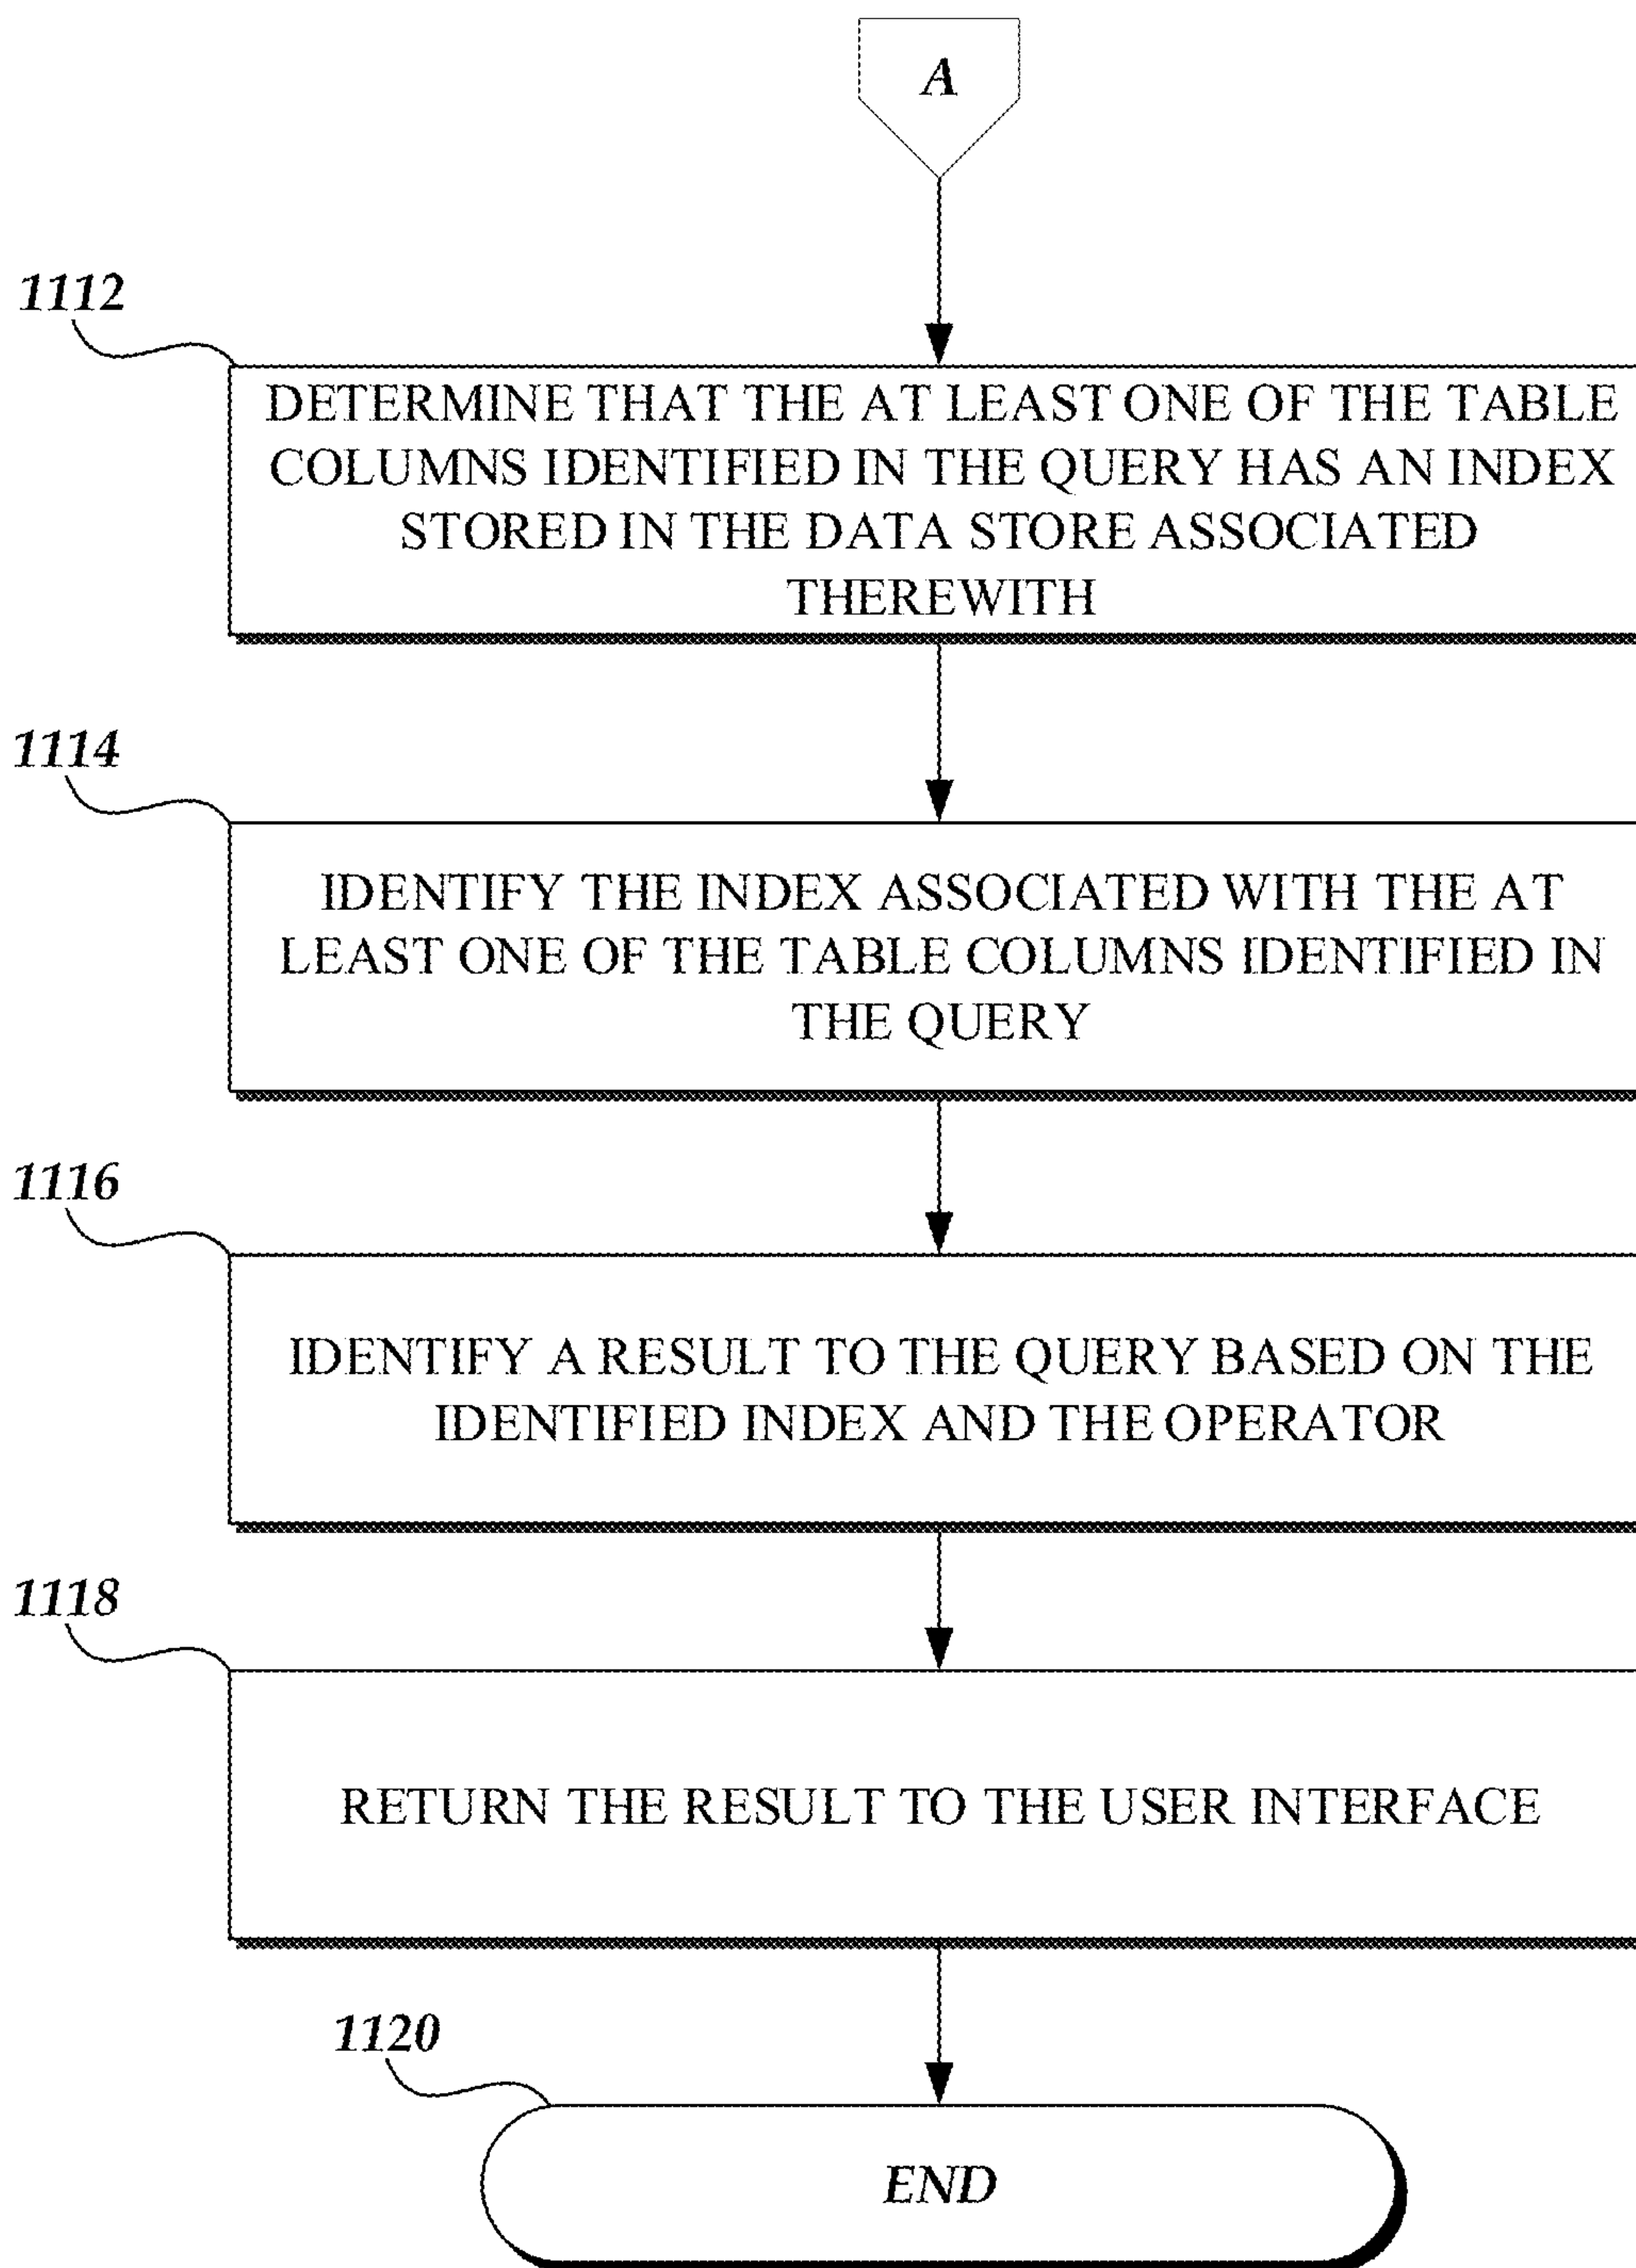 A
1112
DETERMINE THAT THE AT LEAST ONE OF THE TABLE
COLUMNS IDENTIFIED IN THE QUERY HAS AN INDEX
STORED IN THE DATA STORE ASSOCIATED
THEREWITH
1114
IDENTIFY THE INDEX ASSOCIATED WITH THE AT
LEAST ONE OF THE TABLE COLUMNS IDENTIFIED IN
THE QUERY
1116
IDENTIFY A RESULT TO THE QUERY BASED ON THE
IDENTIFIED INDEX AND THE OPERATOR
1118
RETURN THE RESULT TO THE USER INTERFACE
1120
END